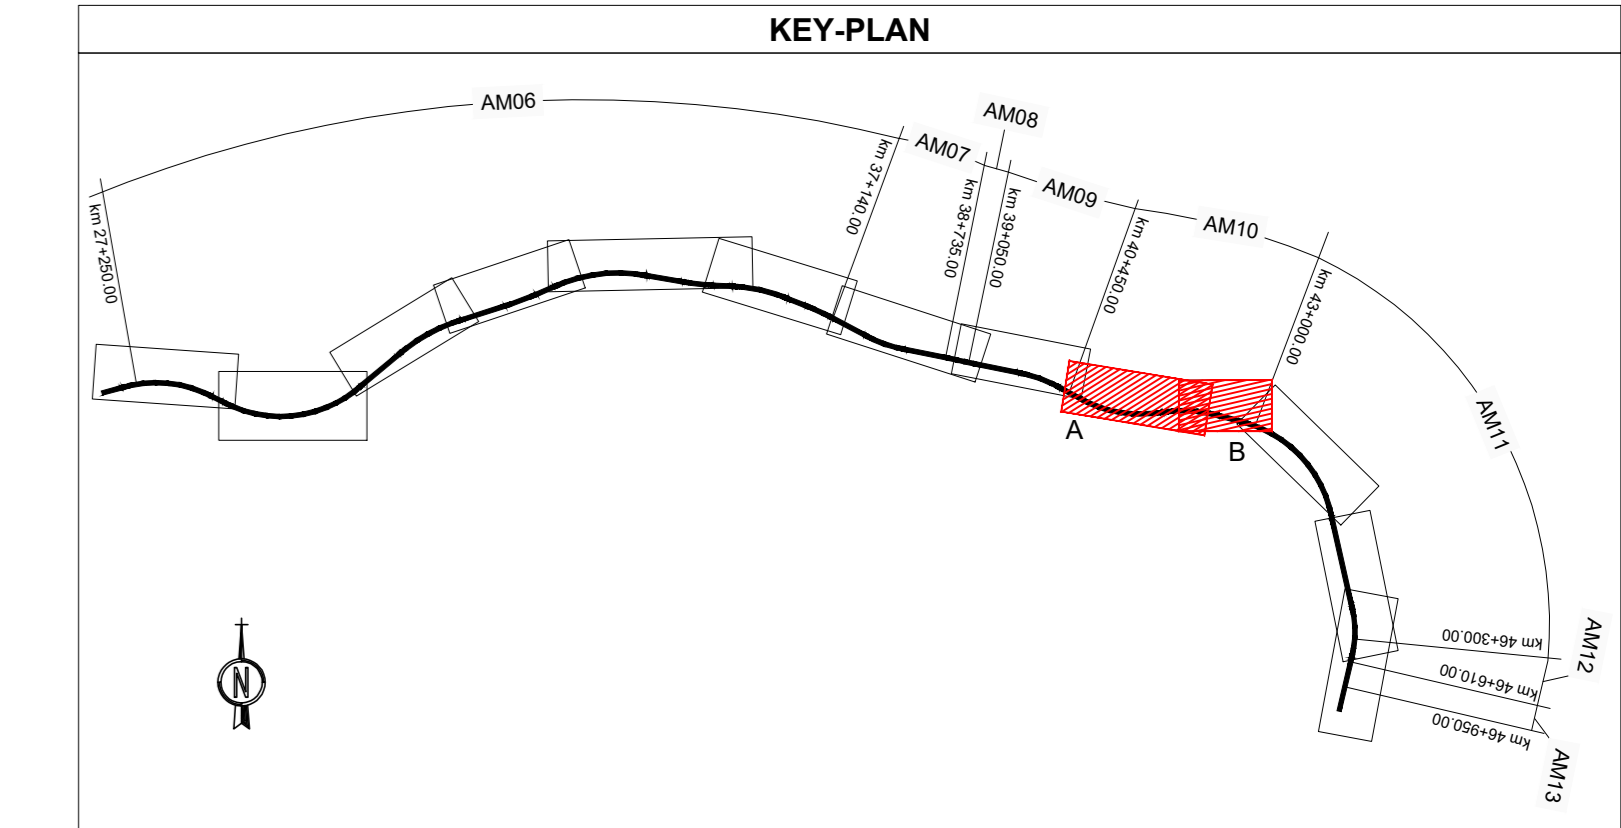 KEY-PLAN
AM06
AM08
AM07
AM09
AM10
AM11
AM12
AM13
km 27+250.00
km 37+140.00
km 38+735.00
km 39+050.00
km 40+450.00
km 43+000.00
km 46+300.00
km 46+610.00
km 46+950.00
A
B
N